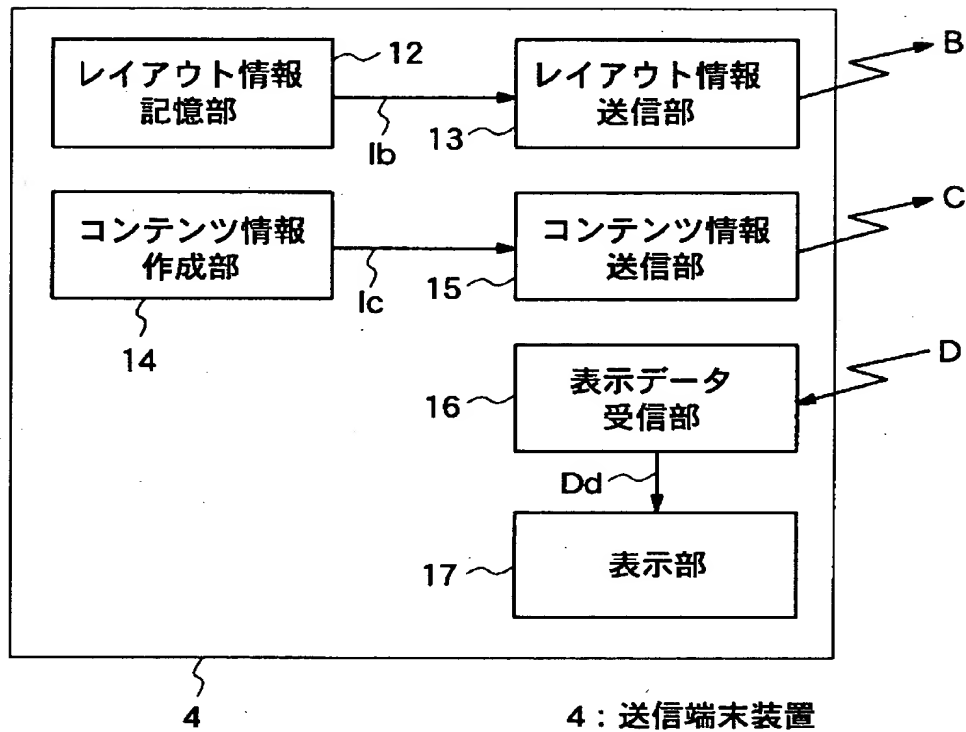 レイアウト情報
記憶部
12
Ib
レイアウト情報
送信部
13
B
コンテンツ情報
作成部
14
Ic
コンテンツ情報
送信部
15
C
表示データ
受信部
16
D
Dd
表示部
17
4
4：送信端末装置